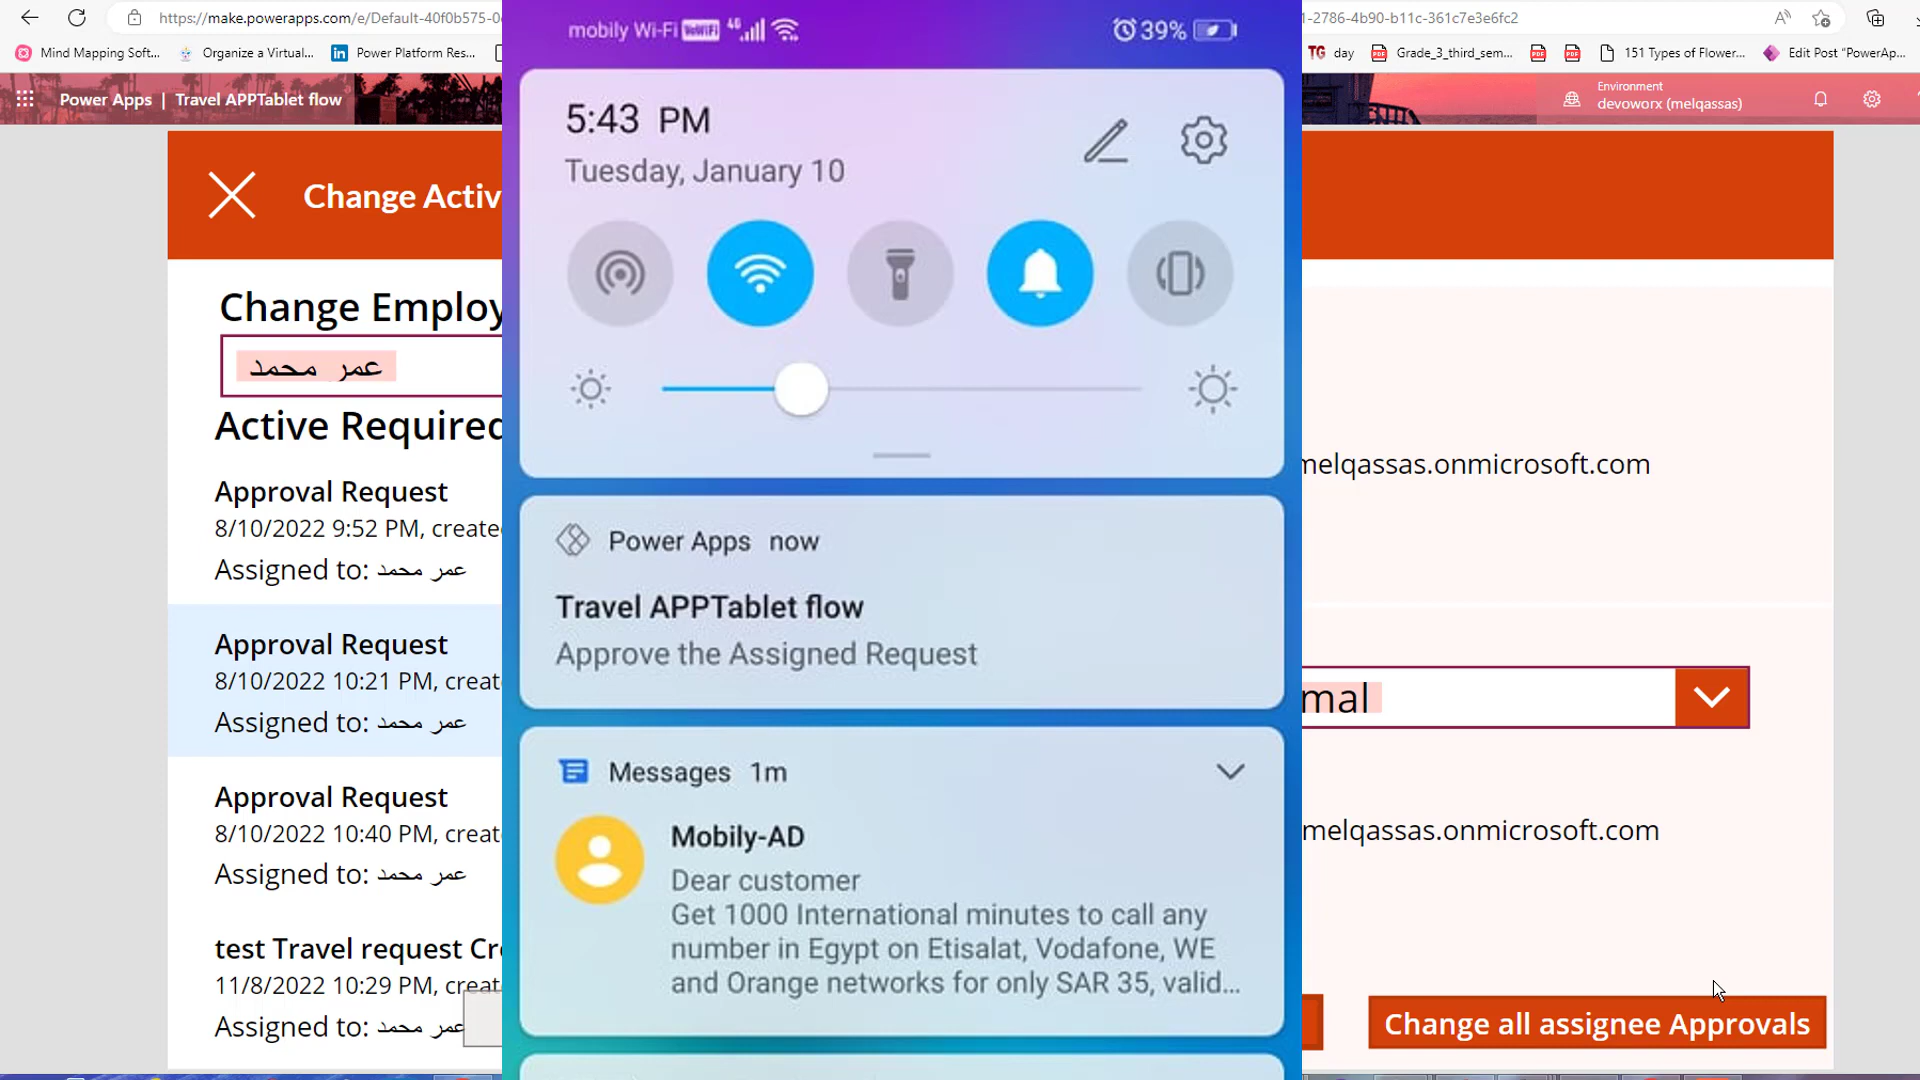 https://make.powerapps.com/e/Default-40f0b575-0
-2786-4b90-b11c-361c7e3e6fc2
Mind Mapping Soft...
Organize a Virtual...
Power Platform Res...
TG day
Grade_3_third_sem...
151 Types of Flower...
Edit Post "PowerAp...
Power Apps | Travel APPTablet flow
Environment
devoworx (melqassas)
Change Activ
Change Employ
عمر محمد
Active Required
Approval Request
8/10/2022 9:52 PM, create
Assigned to: عمر محمد
Approval Request
8/10/2022 10:21 PM, creat
Assigned to: عمر محمد
Approval Request
8/10/2022 10:40 PM, creat
Assigned to: عمر محمد
test Travel request Cr
11/8/2022 10:29 PM, creat
Assigned to: عمر محمد
mobily Wi-Fi VoWiFi 4G
39%
5:43 PM
Tuesday, January 10
Power Apps now
Travel APPTablet flow
Approve the Assigned Request
Messages 1m
Mobily-AD
Dear customer
Get 1000 International minutes to call any
number in Egypt on Etisalat, Vodafone, WE
and Orange networks for only SAR 35, valid...
melqassas.onmicrosoft.com
mal
melqassas.onmicrosoft.com
Change all assignee Approvals